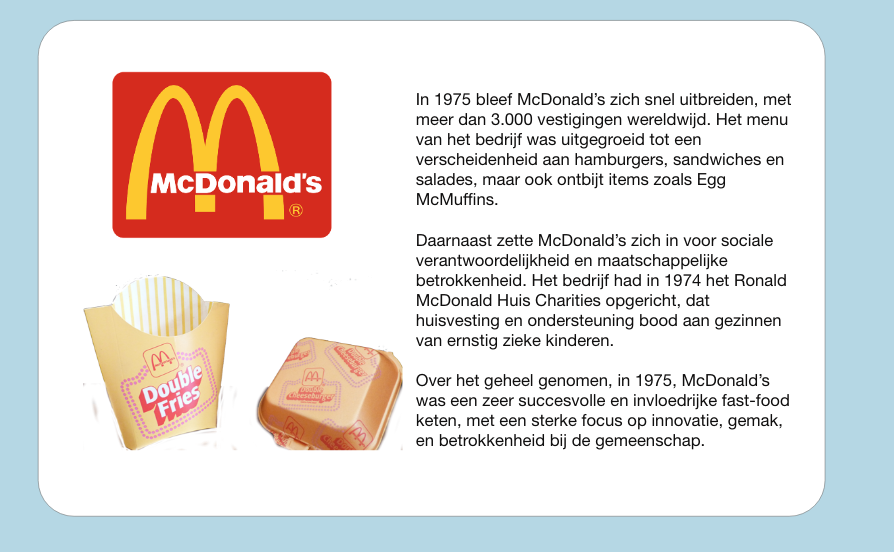 McDonald's
®
In 1975 bleef McDonald's zich snel uitbreiden, met
meer dan 3.000 vestigingen wereldwijd. Het menu
van het bedrijf was uitgegroeid tot een
verscheidenheid aan hamburgers, sandwiches en
salades, maar ook ontbijt items zoals Egg
McMuffins.
Daarnaast zette McDonald's zich in voor sociale
verantwoordelijkheid en maatschappelijke
betrokkenheid. Het bedrijf had in 1974 het Ronald
McDonald Huis Charities opgericht, dat
huisvesting en ondersteuning bood aan gezinnen
van ernstig zieke kinderen.
Over het geheel genomen, in 1975, McDonald's
was een zeer succesvolle en invloedrijke fast-food
keten, met een sterke focus op innovatie, gemak,
en betrokkenheid bij de gemeenschap.
Double
Fries
Double
Cheeseburger